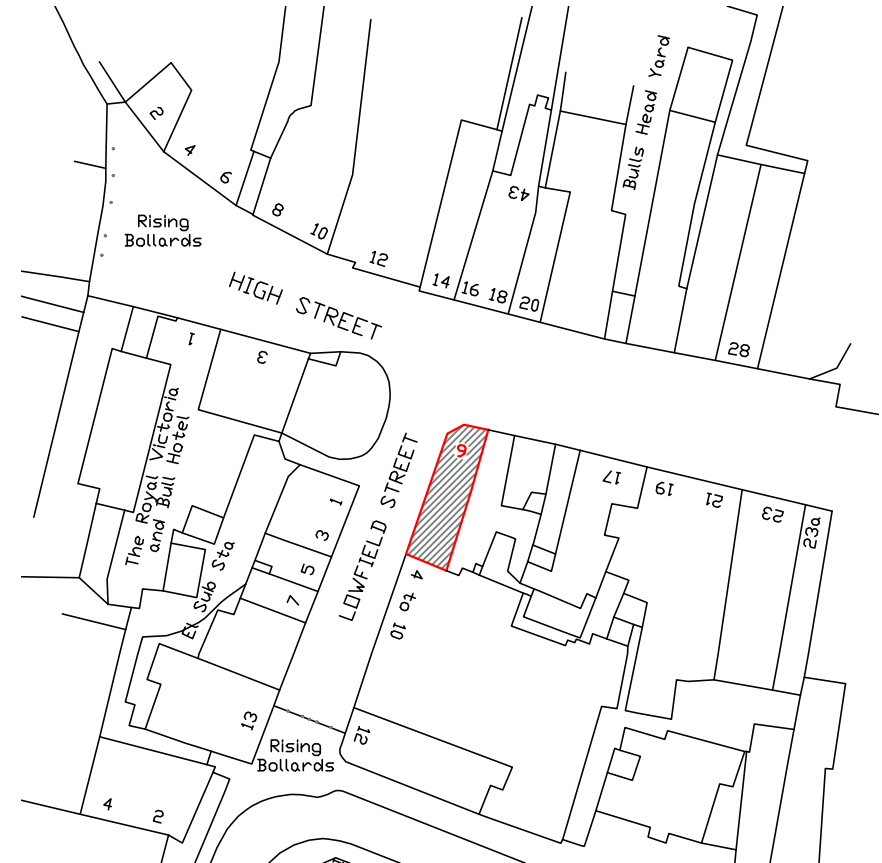 2
4
6
8
10
12
14
16
18
20
43
28
Bulls Head Yard
Rising
Bollards
HIGH STREET
1
3
The Royal Victoria
and Bull Hotel
El Sub Sta
LOWFIELD STREET
9
17
19
21
23
23a
1
3
5
7
13
4 to 10
12
Rising
Bollards
4
2